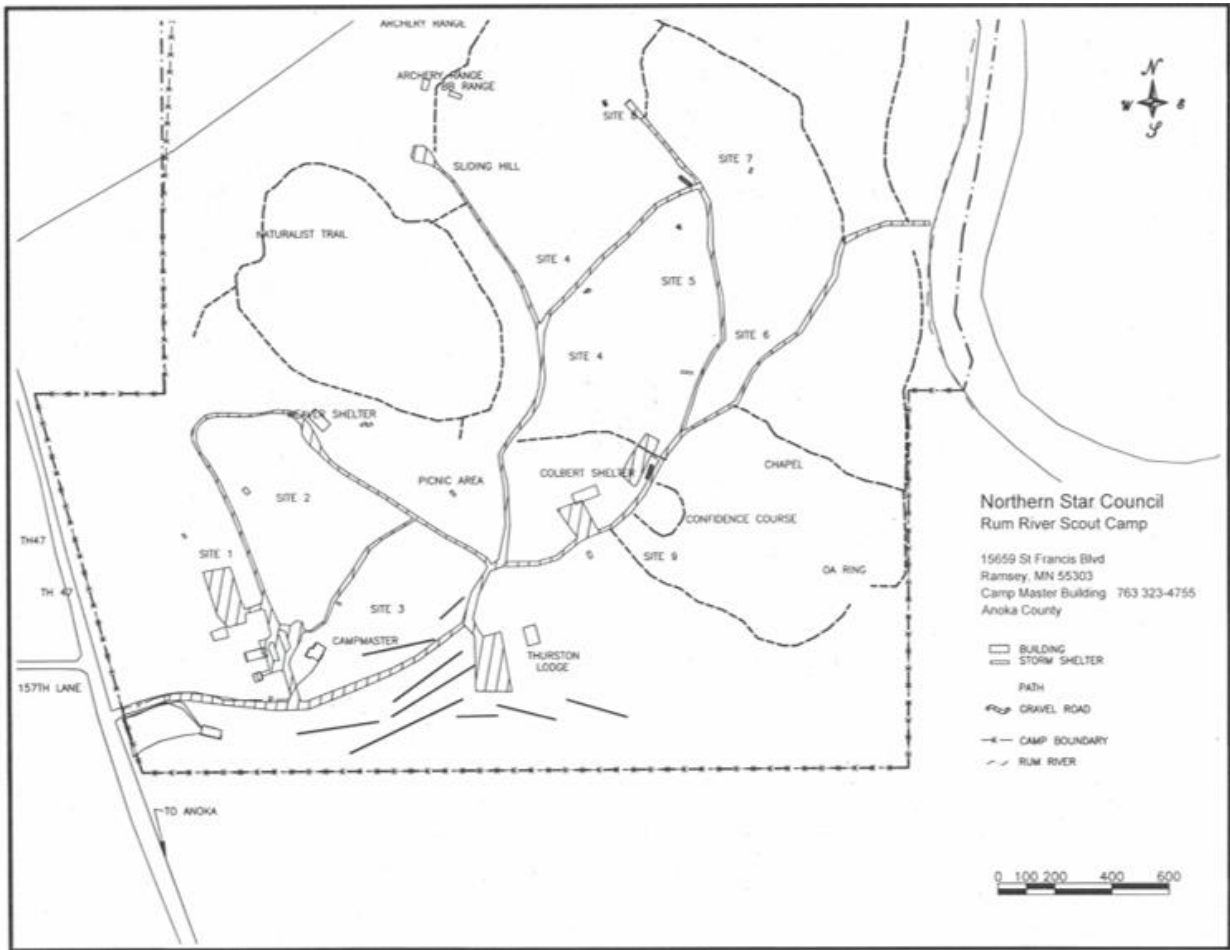 ARCHERY RANGE
ARCHERY RANGE
BB RANGE
N
W E
S
SITE 8
SITE 7
SLIDING HILL
NATURALIST TRAIL
SITE 4
SITE 5
SITE 6
SITE 4
BEAVER SHELTER
PICNIC AREA
COLBERT SHELTER
CHAPEL
SITE 2
CONFIDENCE COURSE
TH47
SITE 1
SITE 9
OA RING
TH 47
SITE 3
CAMPMASTER
THURSTON
LODGE
157TH LANE
TO ANOKA
Northern Star Council
Rum River Scout Camp
15659 St Francis Blvd
Ramsey, MN 55303
Camp Master Building 763 323-4755
Anoka County
BUILDING
STORM SHELTER
PATH
GRAVEL ROAD
CAMP BOUNDARY
RUM RIVER
0 100 200 400 600